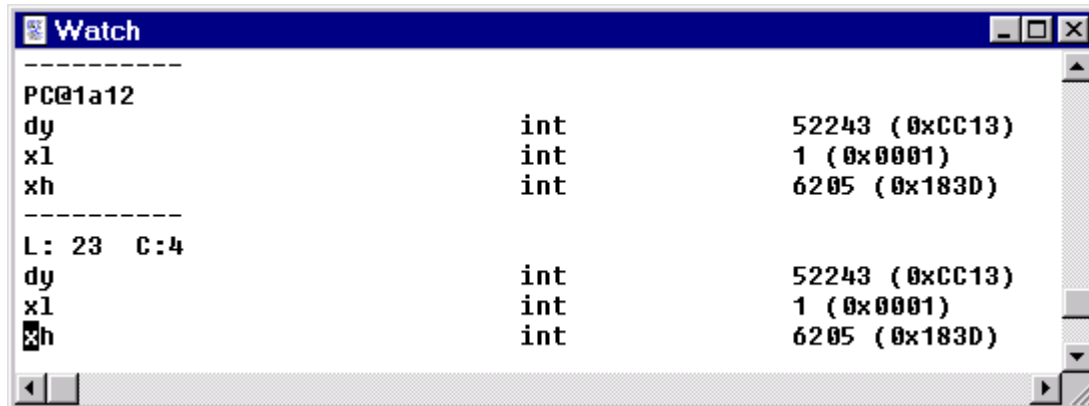 Watch
----------
PC@1a12
dy int 52243 (0xCC13)
xl int 1 (0x0001)
xh int 6205 (0x183D)
----------
L: 23 C:4
dy int 52243 (0xCC13)
xl int 1 (0x0001)
xh int 6205 (0x183D)